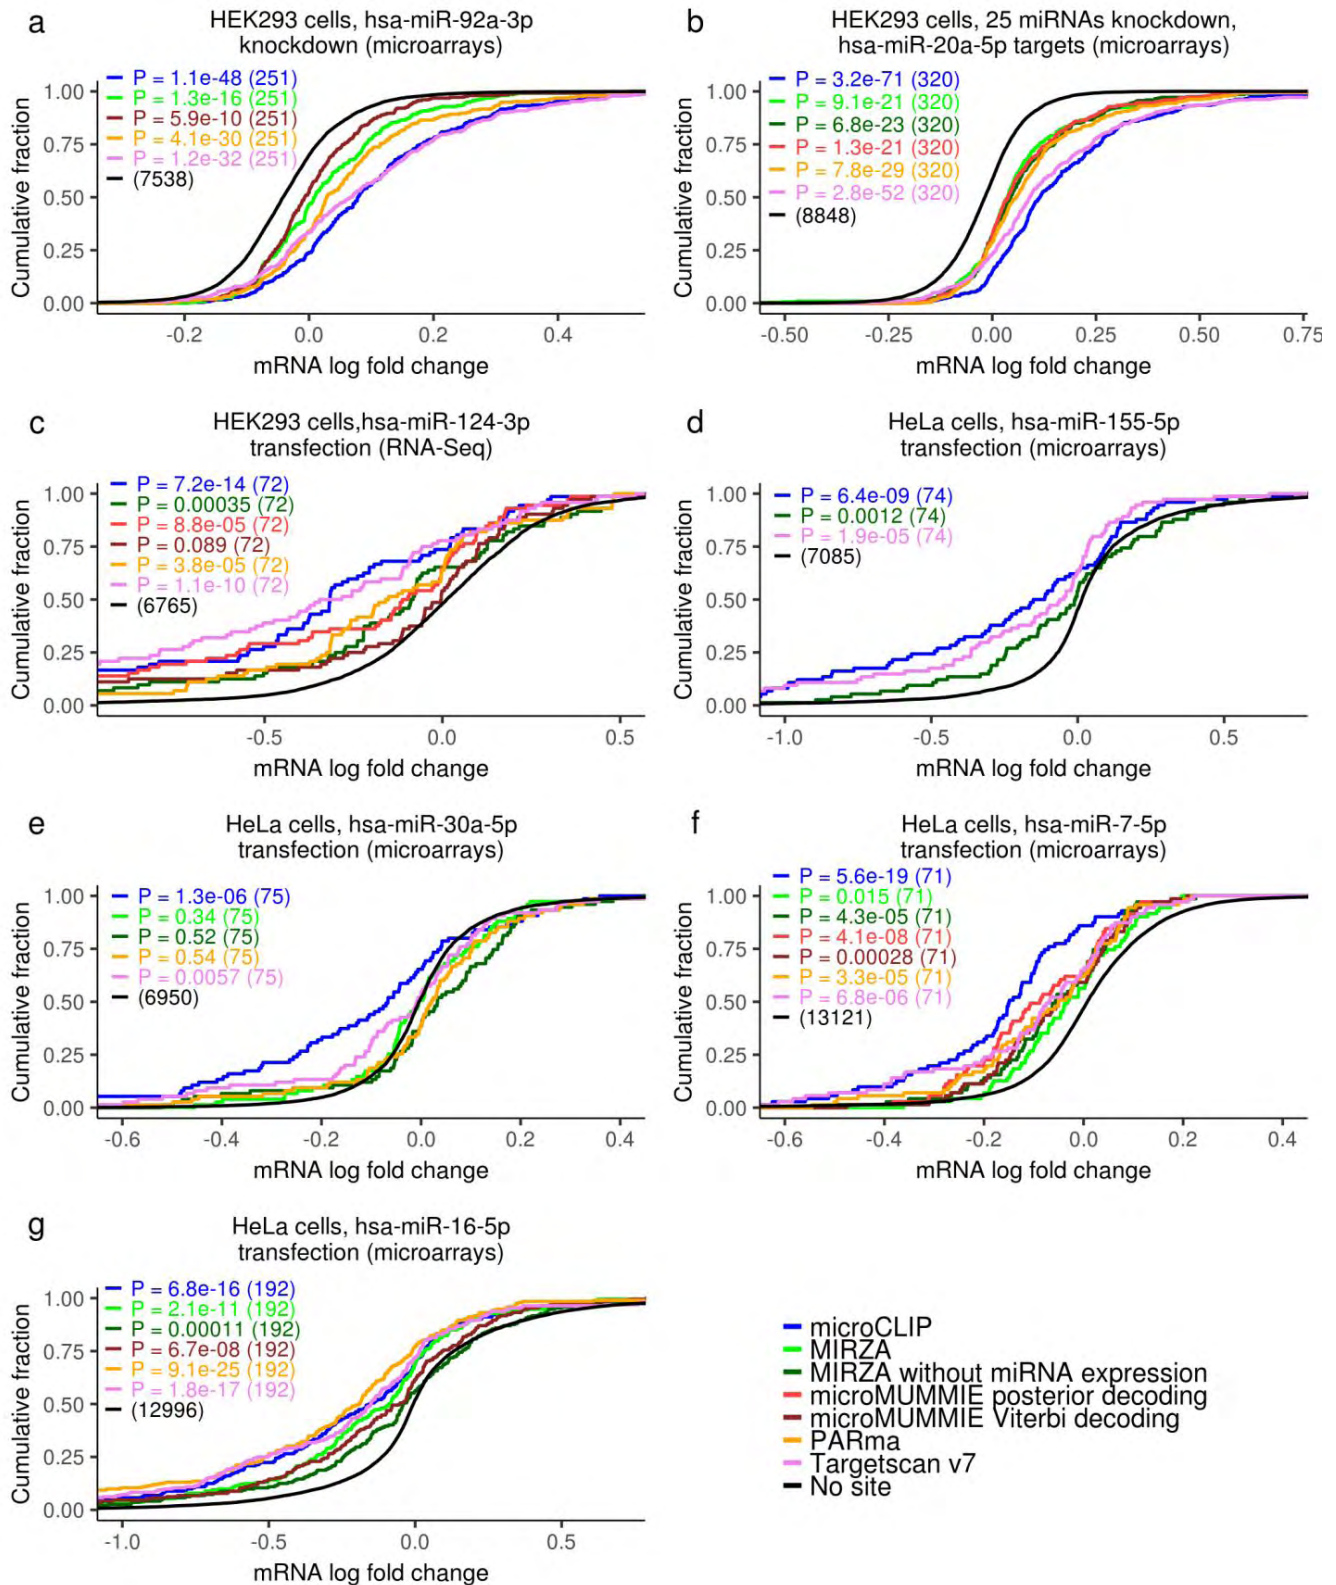 a
HEK293 cells, hsa-miR-92a-3p
knockdown (microarrays)
P = 1.1e-48 (251)
P = 1.3e-16 (251)
P = 5.9e-10 (251)
P = 4.1e-30 (251)
P = 1.2e-32 (251)
(7538)
1.00
0.75
0.50
0.25
0.00
Cumulative fraction
-0.2 0.0 0.2 0.4
mRNA log fold change
b
HEK293 cells, 25 miRNAs knockdown,
hsa-miR-20a-5p targets (microarrays)
P = 3.2e-71 (320)
P = 9.1e-21 (320)
P = 6.8e-23 (320)
P = 1.3e-21 (320)
P = 7.8e-29 (320)
P = 2.8e-52 (320)
(8848)
1.00
0.75
0.50
0.25
0.00
Cumulative fraction
-0.50 -0.25 0.00 0.25 0.50 0.75
mRNA log fold change
c
HEK293 cells,hsa-miR-124-3p
transfection (RNA-Seq)
P = 7.2e-14 (72)
P = 0.00035 (72)
P = 8.8e-05 (72)
P = 0.089 (72)
P = 3.8e-05 (72)
P = 1.1e-10 (72)
(6765)
1.00
0.75
0.50
0.25
0.00
Cumulative fraction
-0.5 0.0 0.5
mRNA log fold change
d
HeLa cells, hsa-miR-155-5p
transfection (microarrays)
P = 6.4e-09 (74)
P = 0.0012 (74)
P = 1.9e-05 (74)
(7085)
1.00
0.75
0.50
0.25
0.00
Cumulative fraction
-1.0 -0.5 0.0 0.5
mRNA log fold change
e
HeLa cells, hsa-miR-30a-5p
transfection (microarrays)
P = 1.3e-06 (75)
P = 0.34 (75)
P = 0.52 (75)
P = 0.54 (75)
P = 0.0057 (75)
(6950)
1.00
0.75
0.50
0.25
0.00
Cumulative fraction
-0.6 -0.4 -0.2 0.0 0.2 0.4
mRNA log fold change
f
HeLa cells, hsa-miR-7-5p
transfection (microarrays)
P = 5.6e-19 (71)
P = 0.015 (71)
P = 4.3e-05 (71)
P = 4.1e-08 (71)
P = 0.00028 (71)
P = 3.3e-05 (71)
P = 6.8e-06 (71)
(13121)
1.00
0.75
0.50
0.25
0.00
Cumulative fraction
-0.6 -0.4 -0.2 0.0 0.2 0.4
mRNA log fold change
g
HeLa cells, hsa-miR-16-5p
transfection (microarrays)
P = 6.8e-16 (192)
P = 2.1e-11 (192)
P = 0.00011 (192)
P = 6.7e-08 (192)
P = 9.1e-25 (192)
P = 1.8e-17 (192)
(12996)
1.00
0.75
0.50
0.25
0.00
Cumulative fraction
-1.0 -0.5 0.0 0.5
mRNA log fold change
microCLIP
MIRZA
MIRZA without miRNA expression
microMUMMIE posterior decoding
microMUMMIE Viterbi decoding
PARma
Targetscan v7
No site